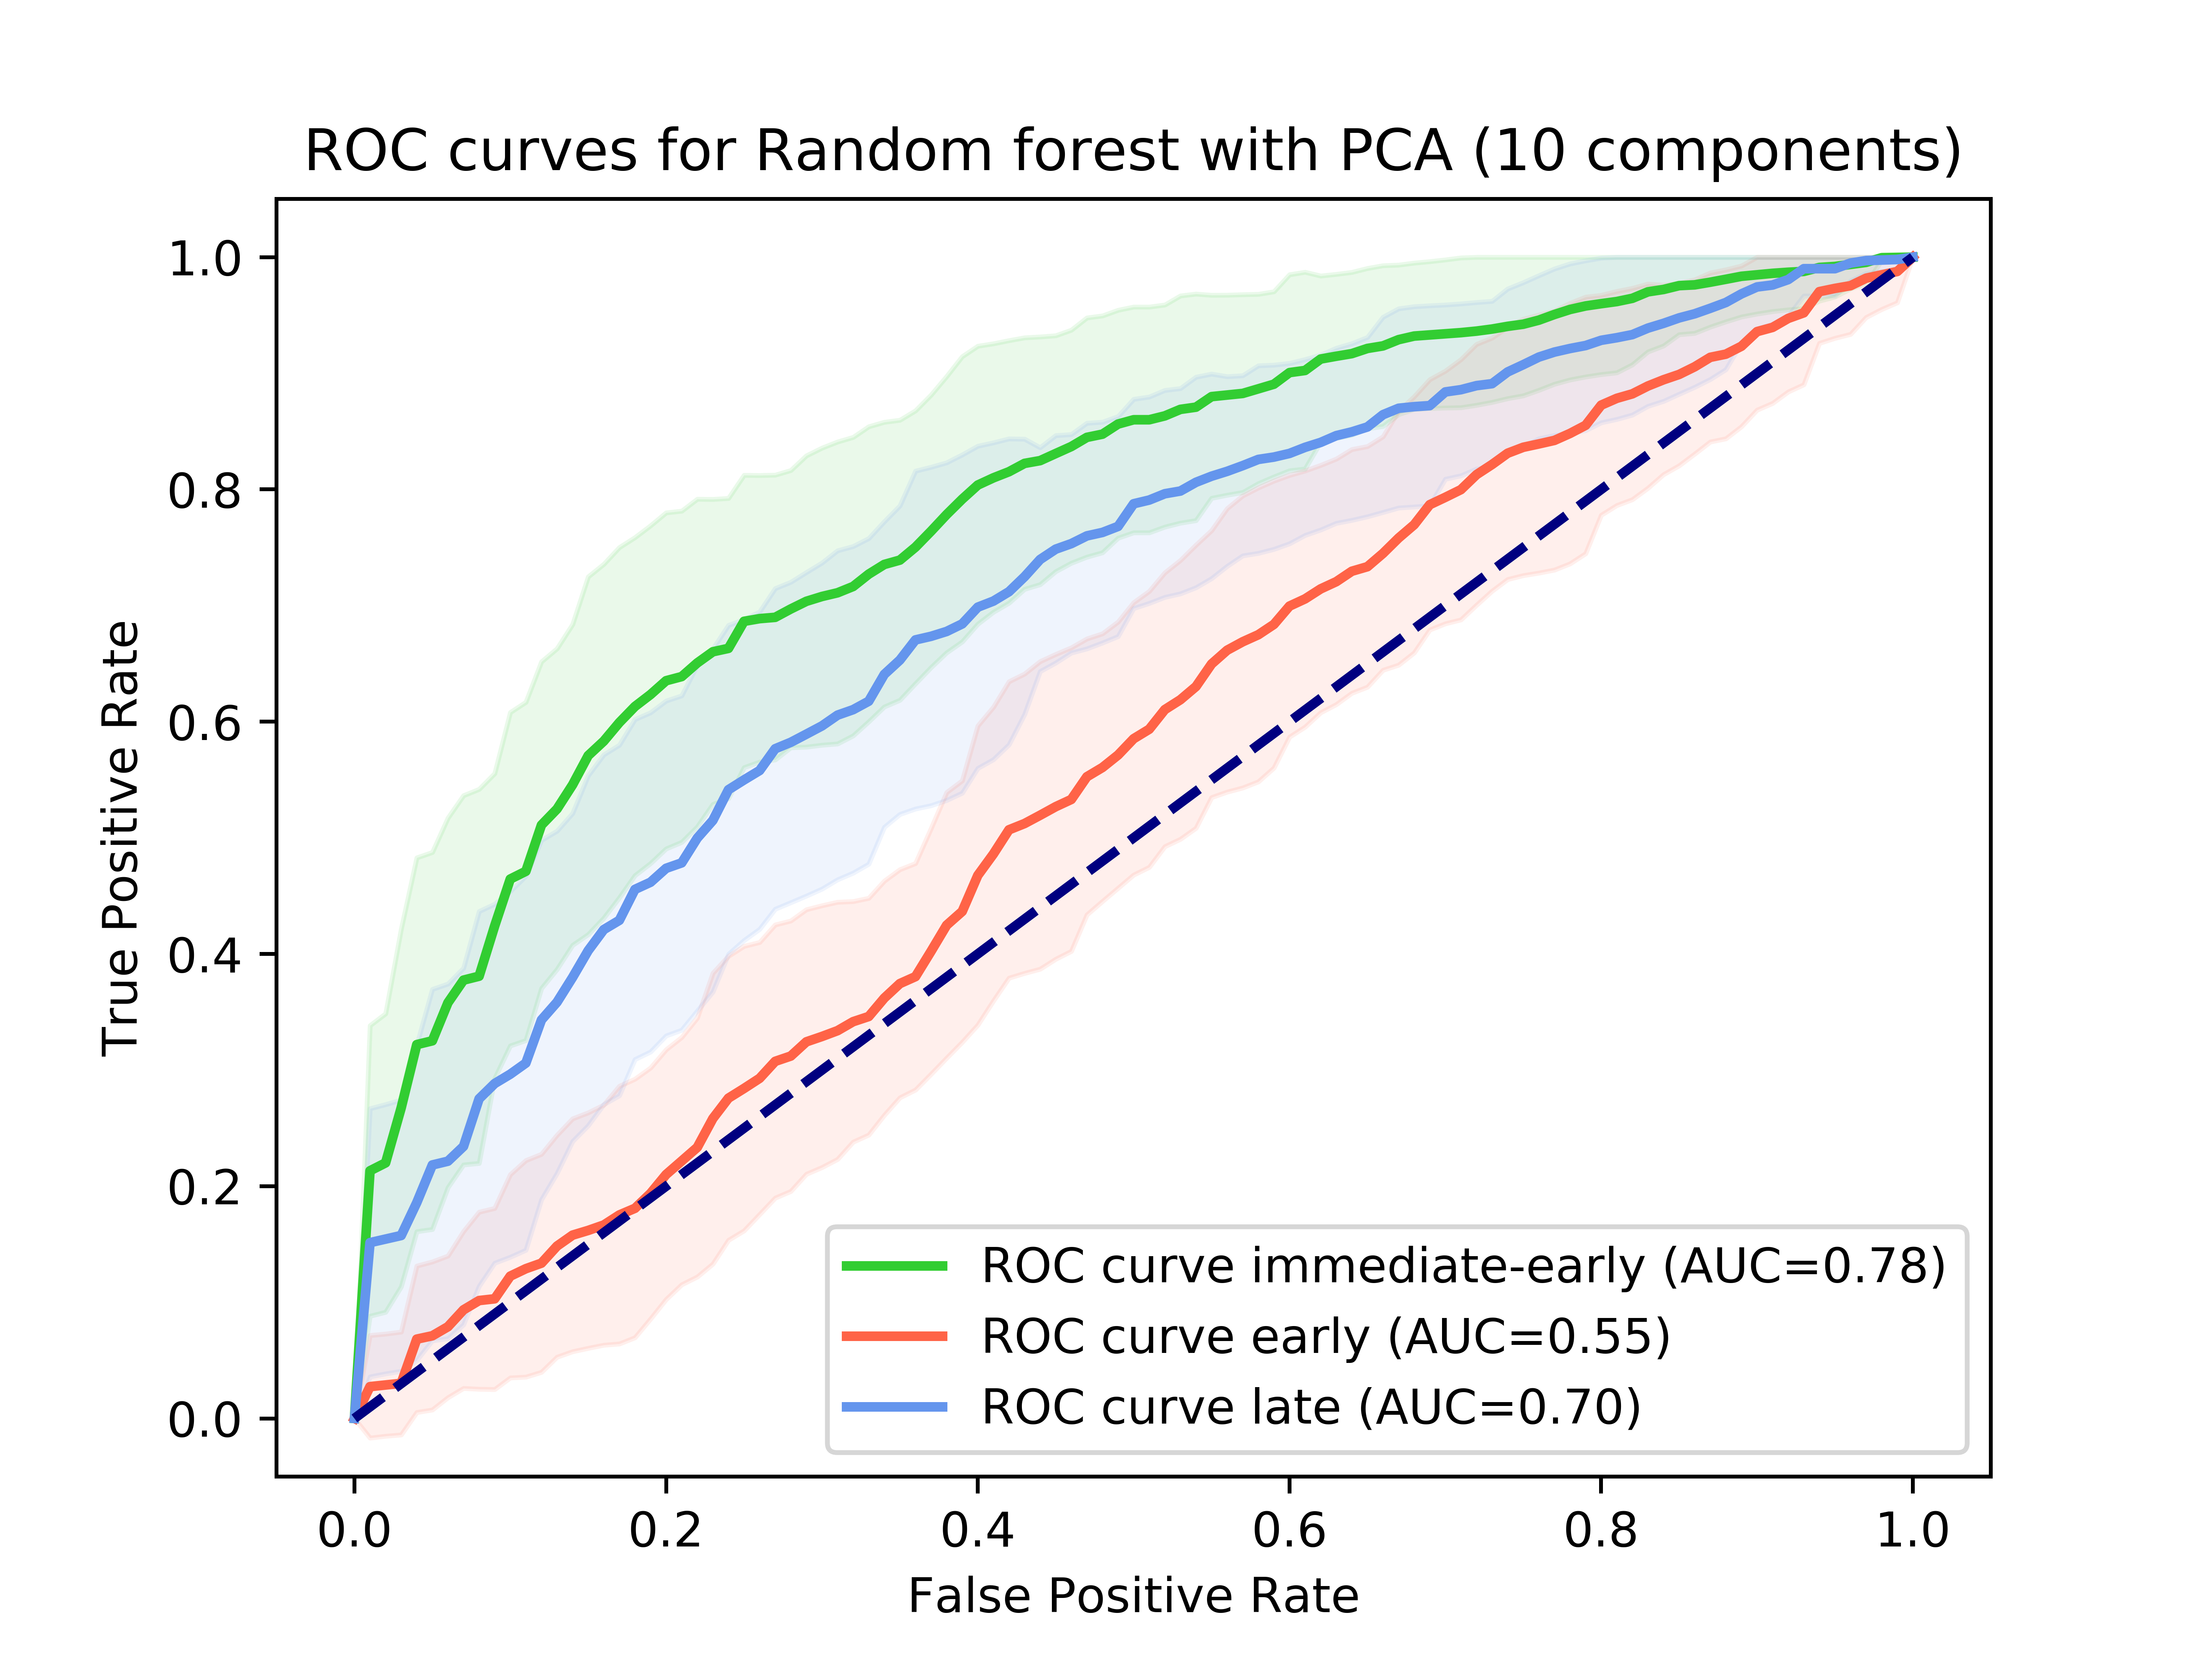 ROC curves for Random forest with PCA (10 components)
True Positive Rate
1.0
0.8
0.6
0.4
0.2
0.0
ROC curve immediate-early (AUC=0.78)
ROC curve early (AUC=0.55)
ROC curve late (AUC=0.70)
0.0 0.2 0.4 0.6 0.8 1.0
False Positive Rate